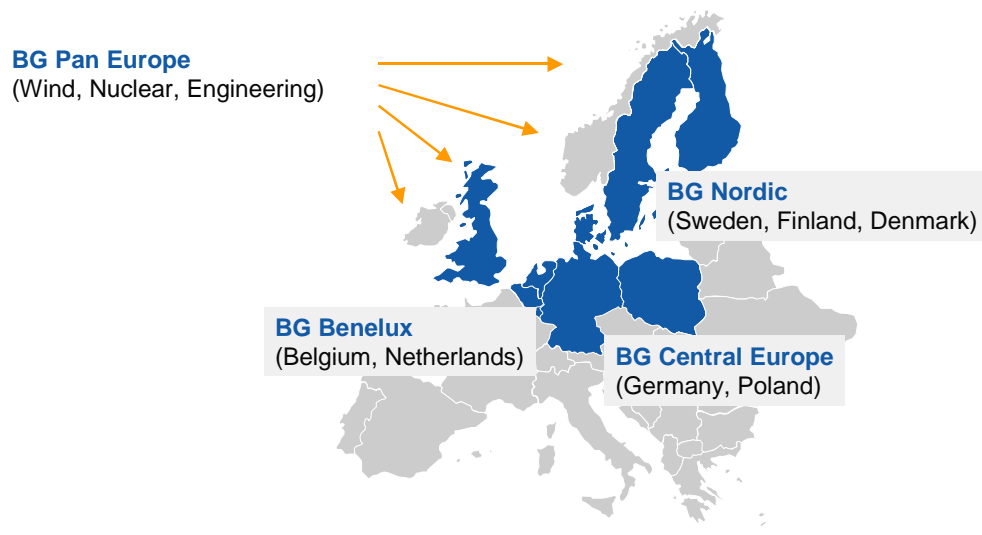 BG Pan Europe
(Wind, Nuclear, Engineering)
BG Nordic
(Sweden, Finland, Denmark)
BG Benelux
(Belgium, Netherlands)
BG Central Europe
(Germany, Poland)